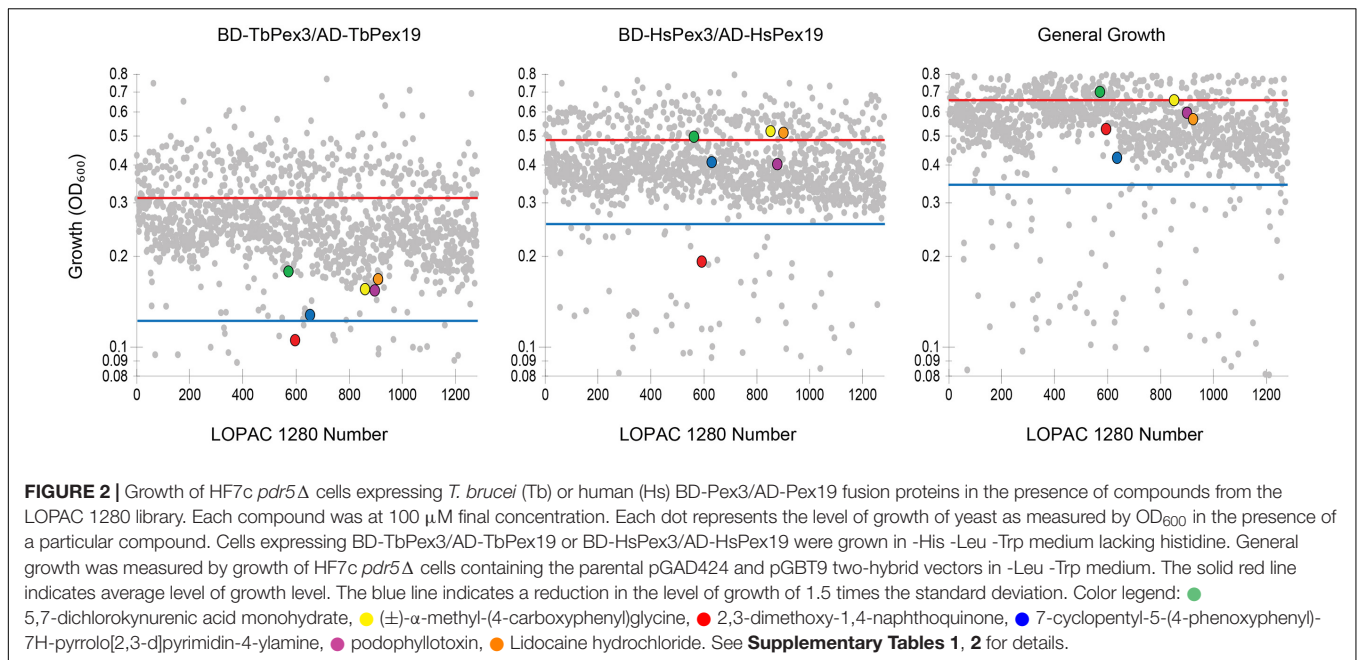 BD-TbPex3/AD-TbPex19
BD-HsPex3/AD-HsPex19
General Growth
Growth (OD600)
0.8
0.7
0.6
0.5
0.4
0.3
0.2
0.1
0.09
0.08
0 200 400 600 800 1000 1200
LOPAC 1280 Number
0.8
0.7
0.6
0.5
0.4
0.3
0.2
0.1
0.09
0.08
0 200 400 600 800 1000 1200
LOPAC 1280 Number
0.8
0.7
0.6
0.5
0.4
0.3
0.2
0.1
0.09
0.08
0 200 400 600 800 1000 1200
LOPAC 1280 Number
FIGURE 2 | Growth of HF7c pdr5Δ cells expressing T. brucei (Tb) or human (Hs) BD-Pex3/AD-Pex19 fusion proteins in the presence of compounds from the
LOPAC 1280 library. Each compound was at 100 μM final concentration. Each dot represents the level of growth of yeast as measured by OD600 in the presence of
a particular compound. Cells expressing BD-TbPex3/AD-TbPex19 or BD-HsPex3/AD-HsPex19 were grown in -His -Leu -Trp medium lacking histidine. General
growth was measured by growth of HF7c pdr5Δ cells containing the parental pGAD424 and pGBT9 two-hybrid vectors in -Leu -Trp medium. The solid red line
indicates average level of growth level. The blue line indicates a reduction in the level of growth of 1.5 times the standard deviation. Color legend:
5,7-dichlorokynurenic acid monohydrate, (±)-α-methyl-(4-carboxyphenyl)glycine, 2,3-dimethoxy-1,4-naphthoquinone, 7-cyclopentyl-5-(4-phenoxyphenyl)-
7H-pyrrolo[2,3-d]pyrimidin-4-ylamine, podophyllotoxin, Lidocaine hydrochloride. See Supplementary Tables 1, 2 for details.